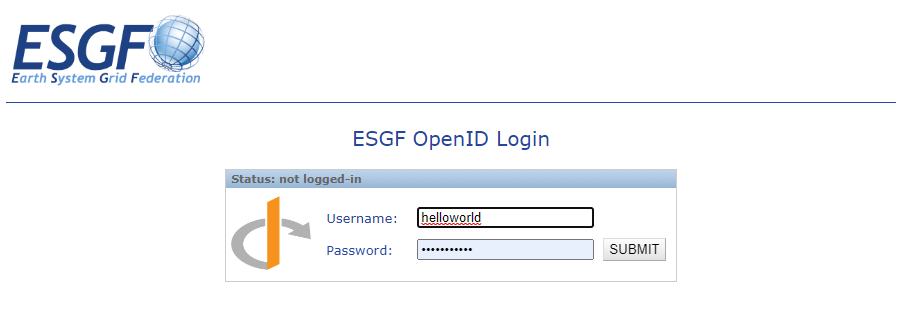 ESGF
Earth System Grid Federation
ESGF OpenID Login
Status: not logged-in
Username: helloworld
Password: ••••••••••• SUBMIT